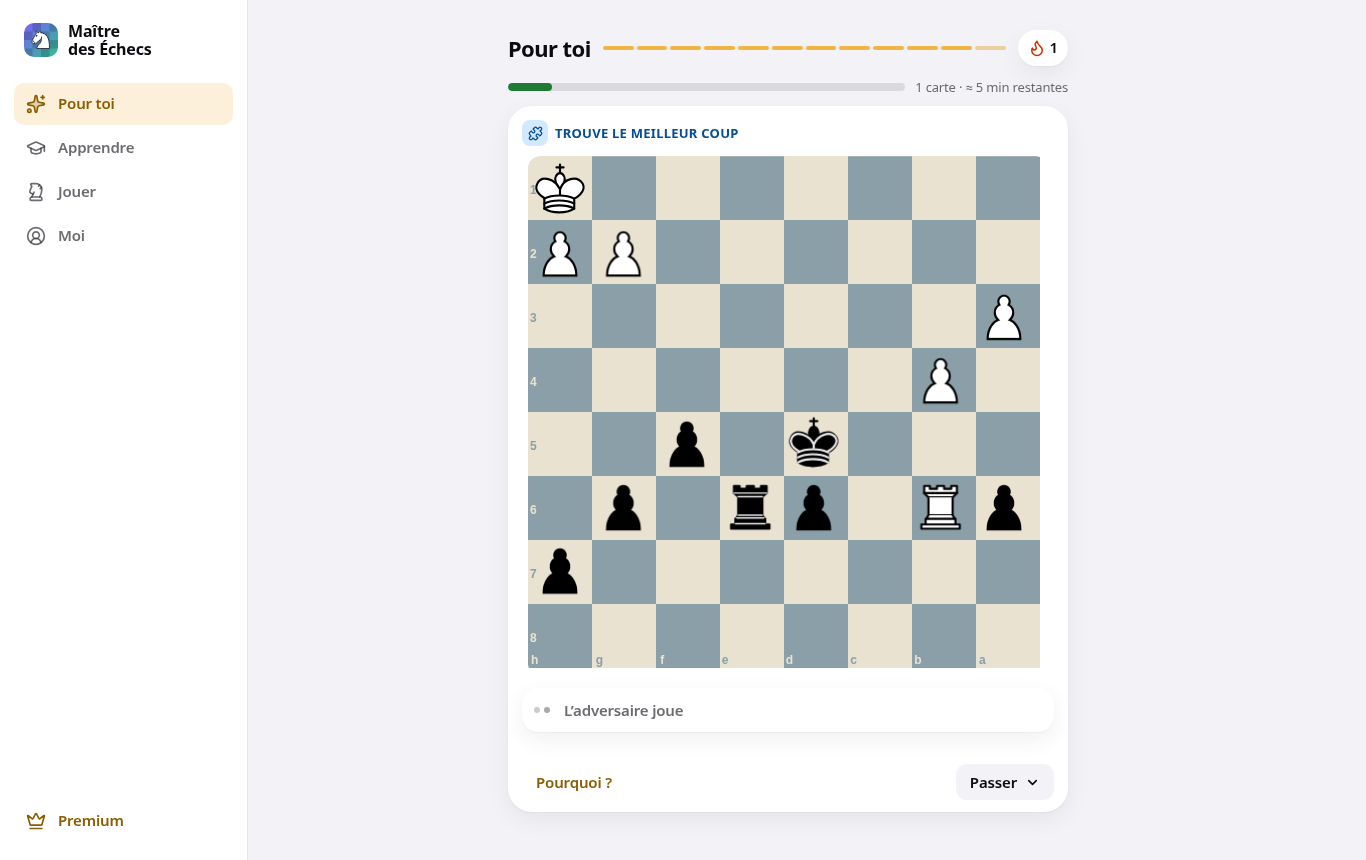 Maître
des Échecs
Pour toi
Apprendre
Jouer
Moi
Premium
Pour toi
1
1 carte · ≈ 5 min restantes
TROUVE LE MEILLEUR COUP
1
2
3
4
5
6
7
8
h g f e d c b a
L’adversaire joue
Pourquoi ?
Passer